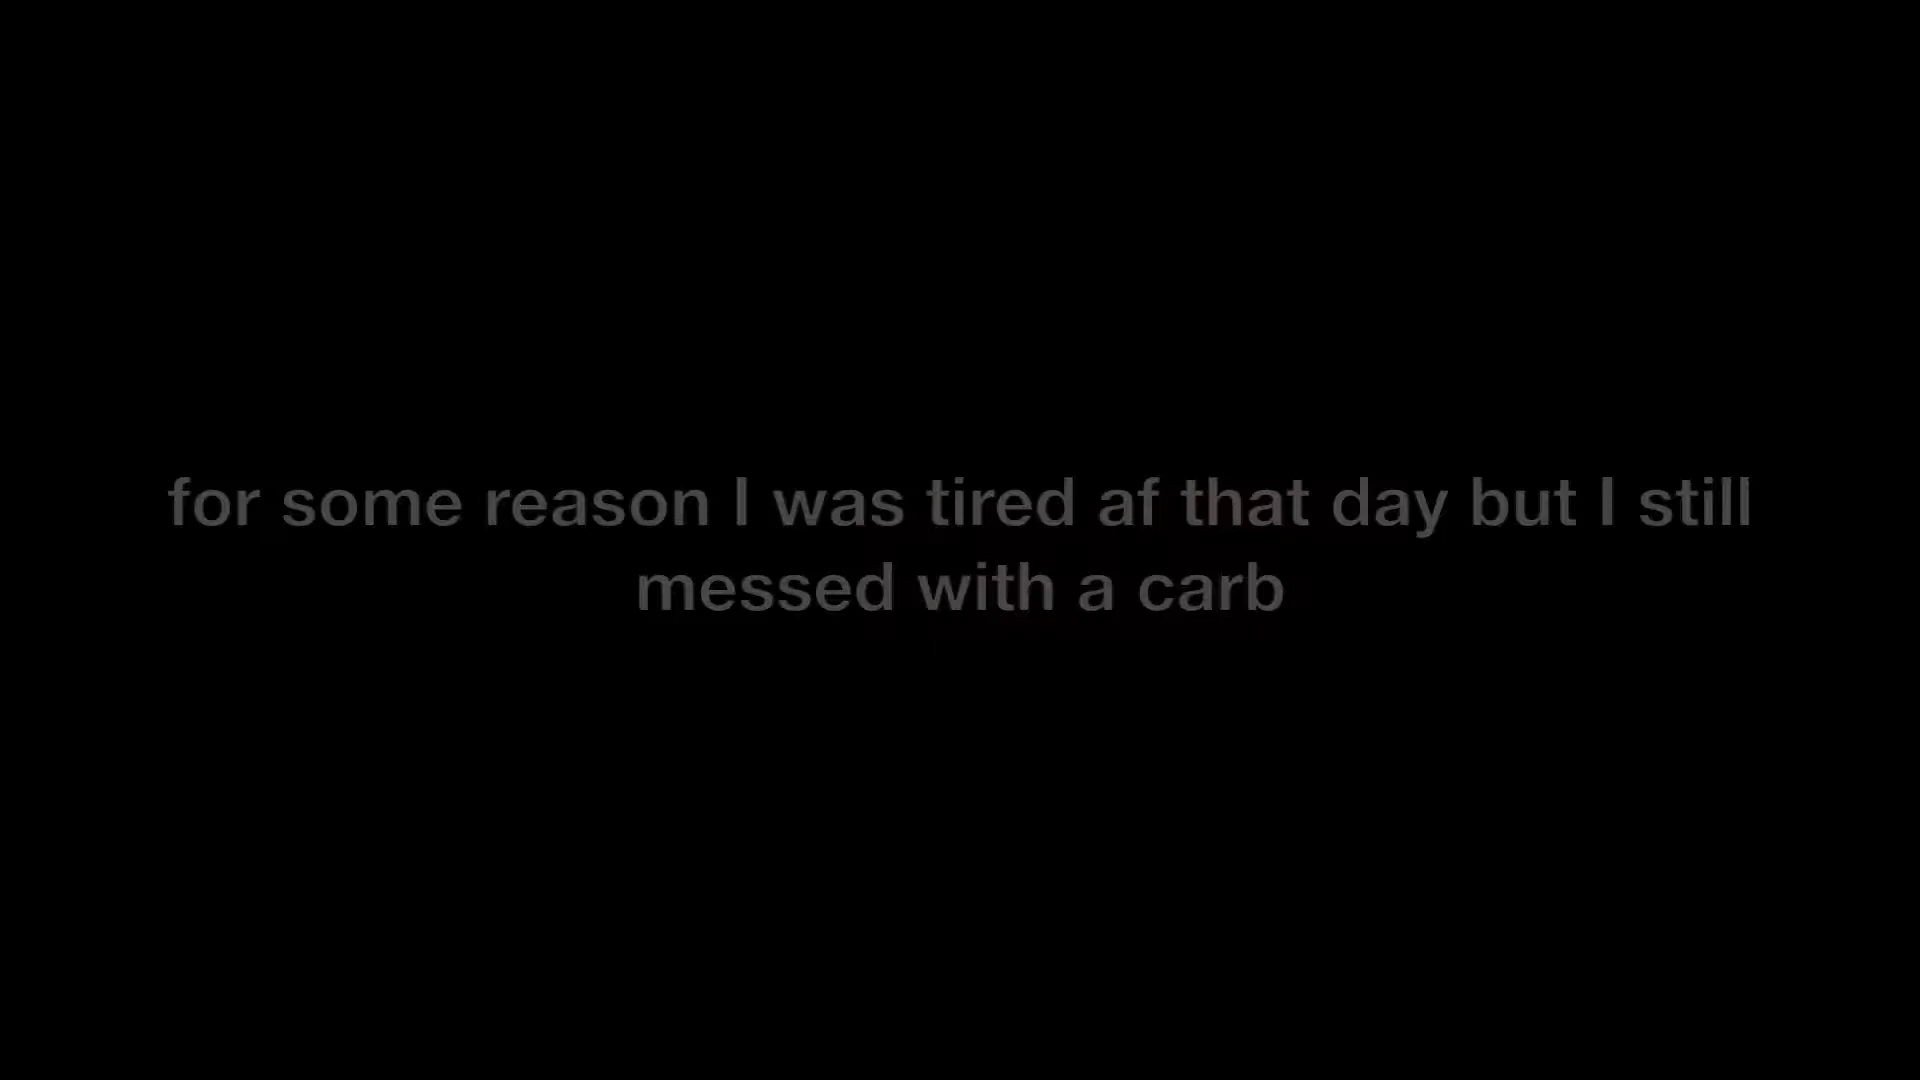 for some reason I was tired af that day but I still
messed with a carb